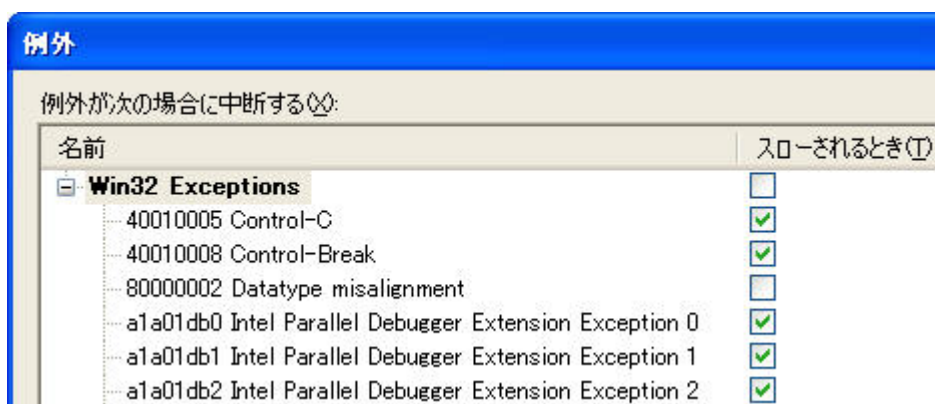 例外
例外が次の場合に中断する(X):
名前 スローされるとき(T)
Win32 Exceptions
40010005 Control-C
40010008 Control-Break
80000002 Datatype misalignment
a1a01db0 Intel Parallel Debugger Extension Exception 0
a1a01db1 Intel Parallel Debugger Extension Exception 1
a1a01db2 Intel Parallel Debugger Extension Exception 2